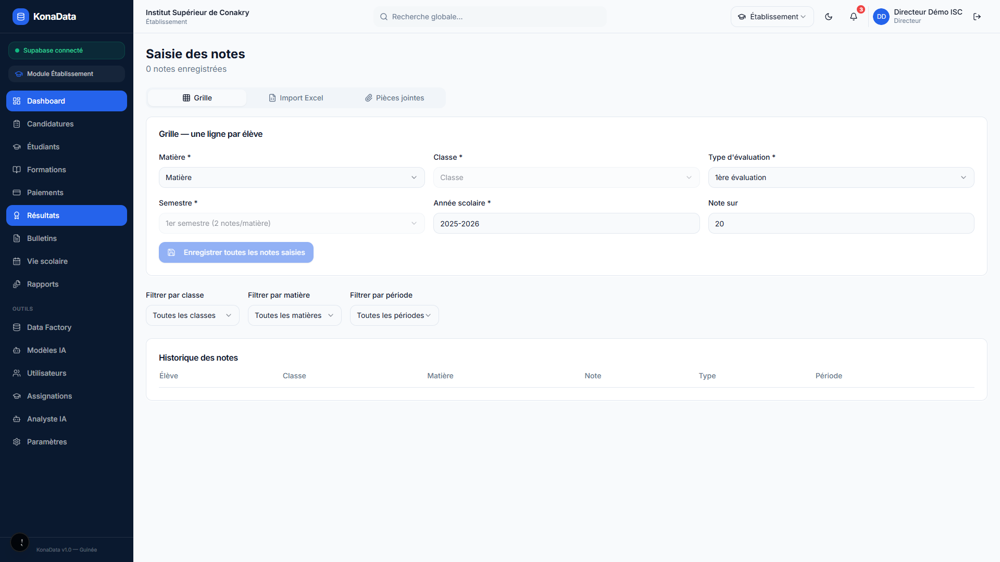 KonaData
Institut Supérieur de Conakry
Établissement
Recherche globale...
Établissement
3
DD
Directeur Démo ISC
Directeur
Supabase connecté
Module Établissement
Dashboard
Candidatures
Étudiants
Formations
Paiements
Résultats
Bulletins
Vie scolaire
Rapports
OUTILS
Data Factory
Modèles IA
Utilisateurs
Assignations
Analyste IA
Paramètres
KonaData v1.0 — Guinée
Saisie des notes
0 notes enregistrées
Grille
Import Excel
Pièces jointes
Grille — une ligne par élève
Matière *
Classe *
Type d'évaluation *
Matière
Classe
1ère évaluation
Semestre *
Année scolaire *
Note sur
1er semestre (2 notes/matière)
2025-2026
20
Enregistrer toutes les notes saisies
Filtrer par classe
Filtrer par matière
Filtrer par période
Toutes les classes
Toutes les matières
Toutes les périodes
Historique des notes
Élève
Classe
Matière
Note
Type
Période